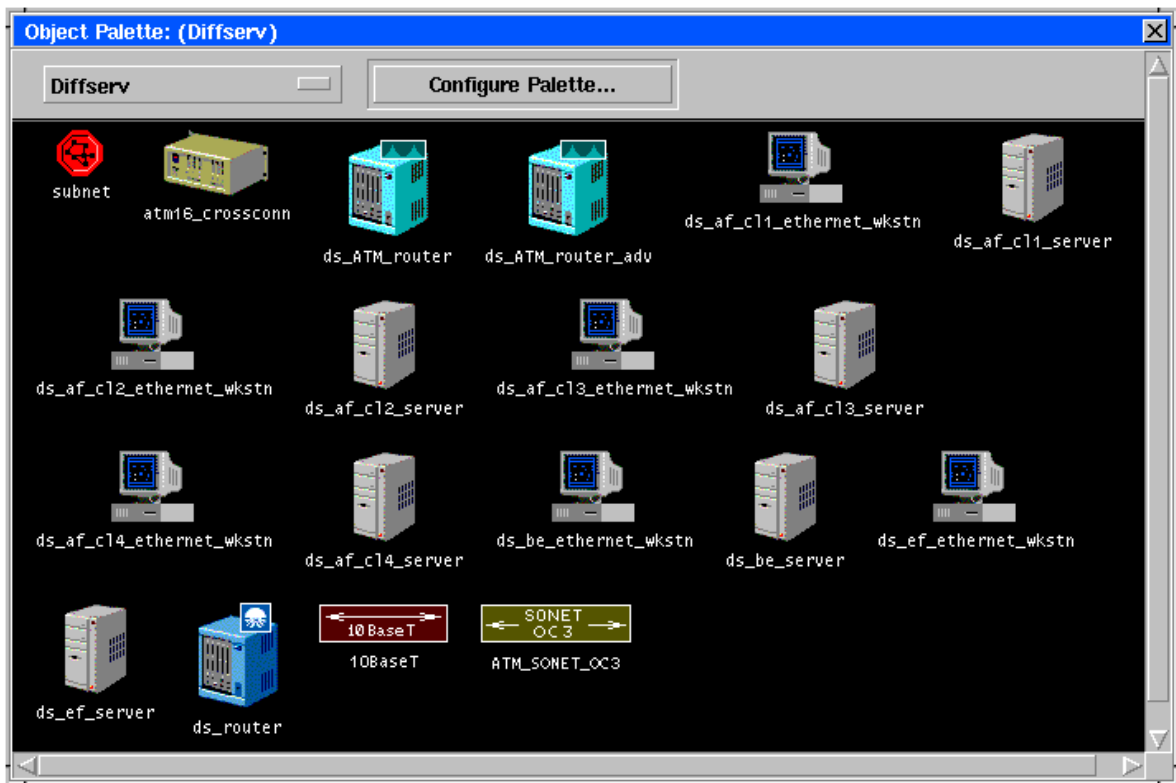 Object Palette: (Diffserv)
Diffserv
Configure Palette...
subnet
atm16_crossconn
ds_ATM_router
ds_ATM_router_adv
ds_af_cl1_ethernet_wkstn
ds_af_cl1_server
ds_af_cl2_ethernet_wkstn
ds_af_cl2_server
ds_af_cl3_ethernet_wkstn
ds_af_cl3_server
ds_af_cl4_ethernet_wkstn
ds_af_cl4_server
ds_be_ethernet_wkstn
ds_be_server
ds_ef_ethernet_wkstn
ds_ef_server
ds_router
10BaseT
10BaseT
SONET
OC3
ATM_SONET_OC3